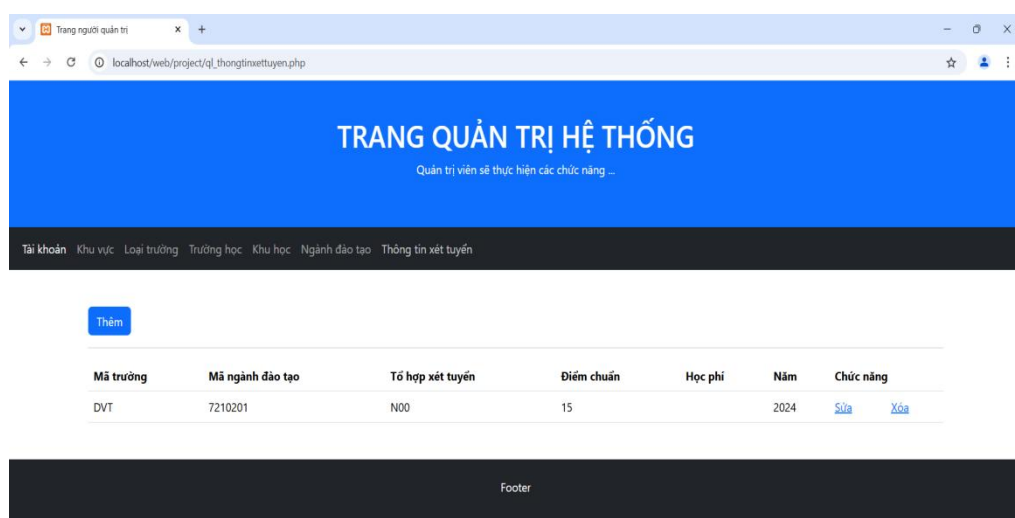 Trang người quản trị
localhost/web/project/ql_thongtinxettuyen.php
TRANG QUẢN TRỊ HỆ THỐNG
Quản trị viên sẽ thực hiện các chức năng ...
Tài khoản Khu vực Loại trường Trường học Khu học Ngành đào tạo Thông tin xét tuyển
Thêm
Mã trường Mã ngành đào tạo Tổ hợp xét tuyển Điểm chuẩn Học phí Năm Chức năng
DVT 7210201 N00 15 2024 Sửa Xóa
Footer